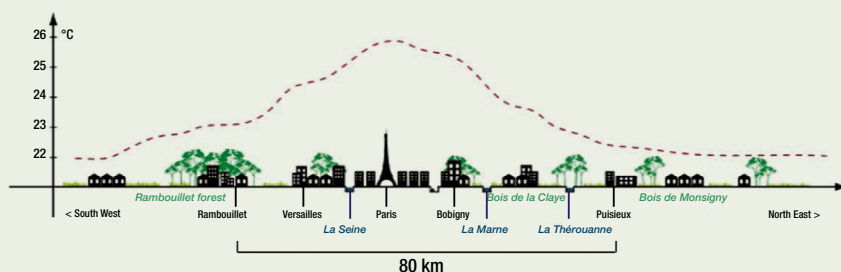 26 °C
25
24
23
22
Rambouillet forest
Bois de la Claye
Bois de Monsigny
< South West
Rambouillet
Versailles
Paris
Bobigny
Puisieux
North East >
La Seine
La Marne
La Thérouanne
80 km